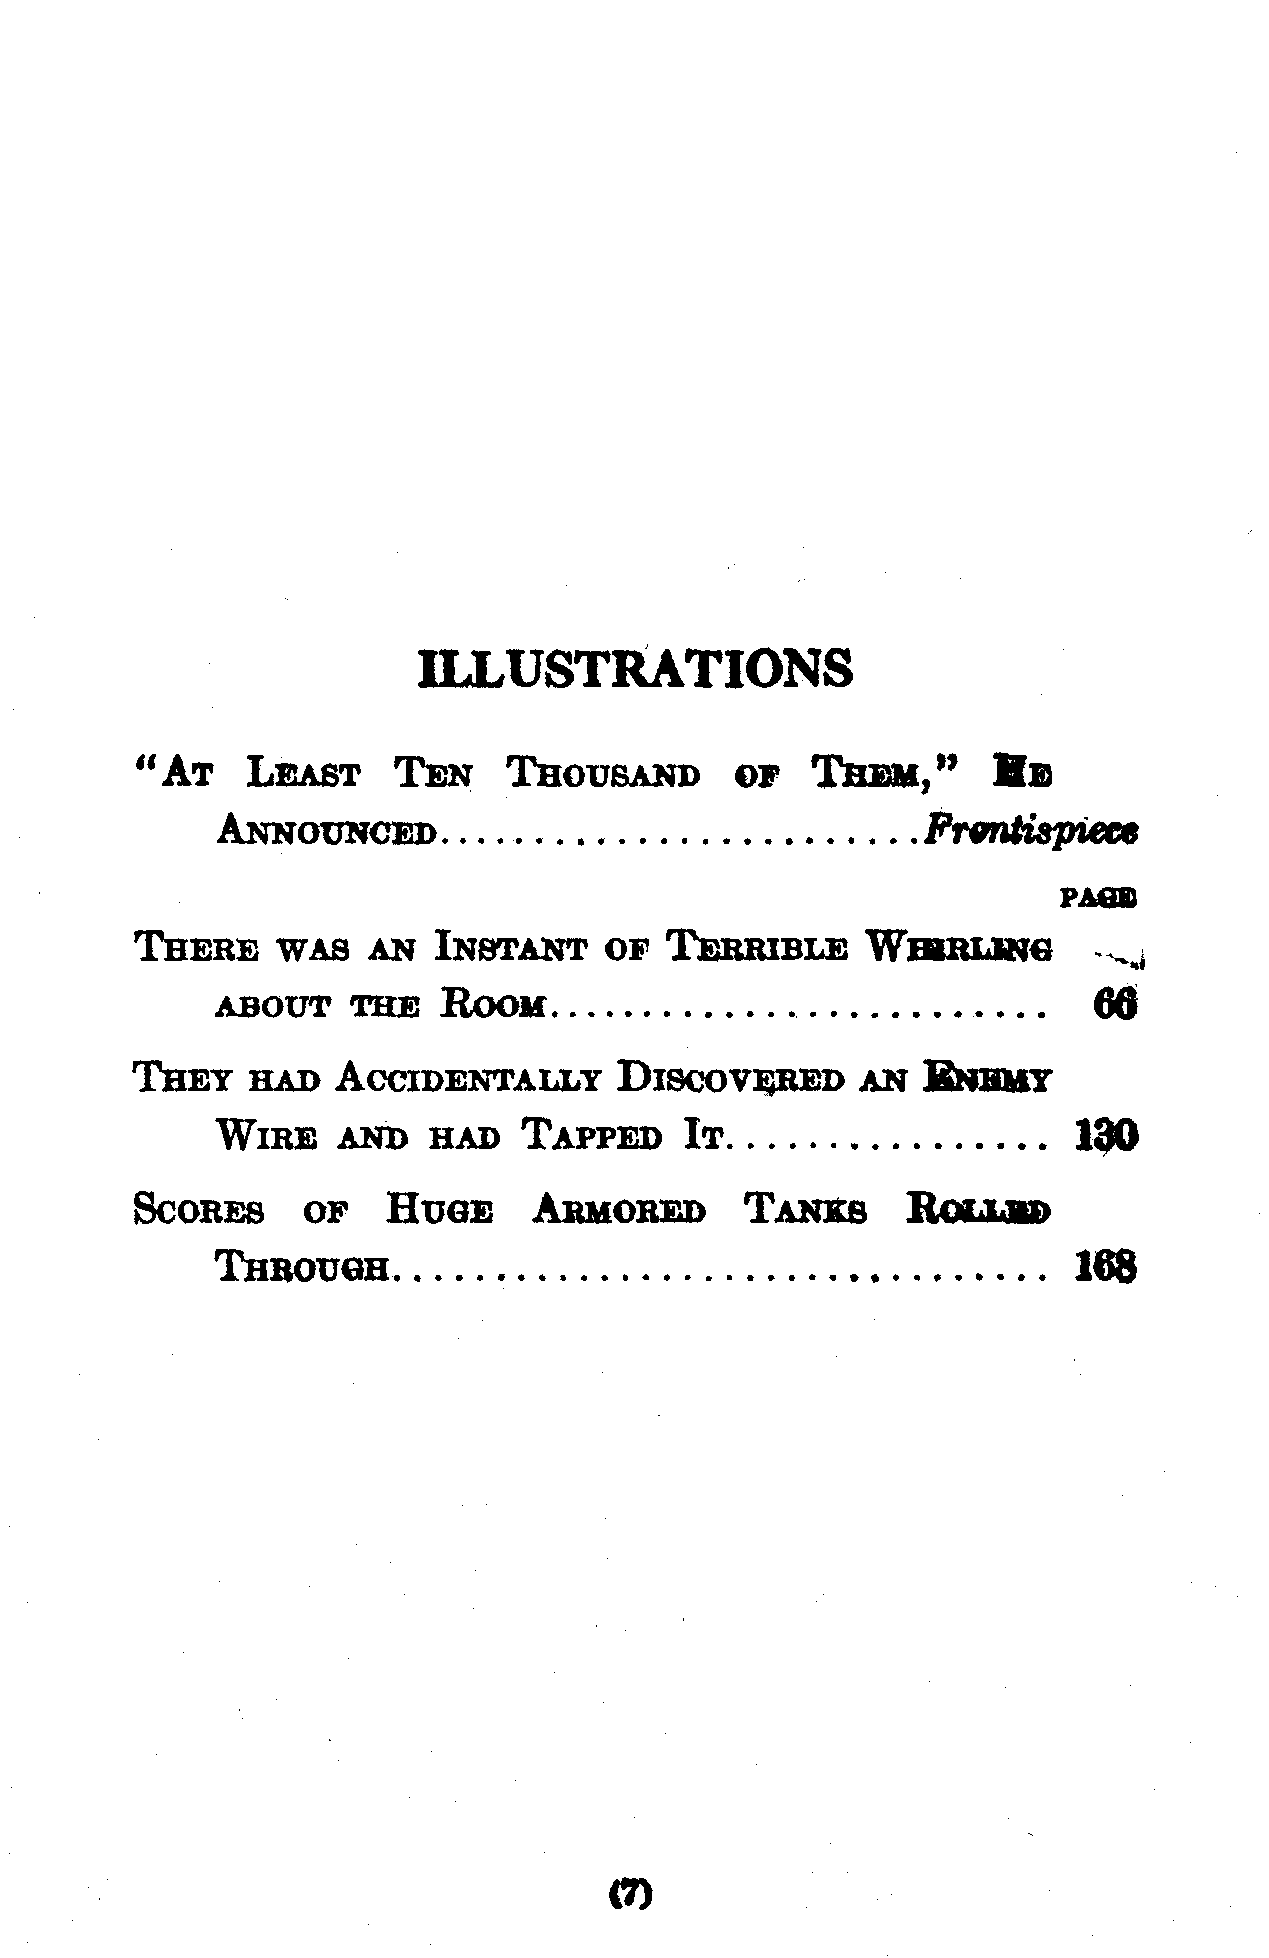 ILLUSTRATIONS
“At Least Ten Thousand of Them,” He
Announced.........................Frontispiece
PAGE
There was an Instant of Terrible Whirling
about the Room......................... 66
They had Accidentally Discovered an Enemy
Wire and had Tapped It................ 130
Scores of Huge Armored Tanks Rolled
Through................................ 168
(7)